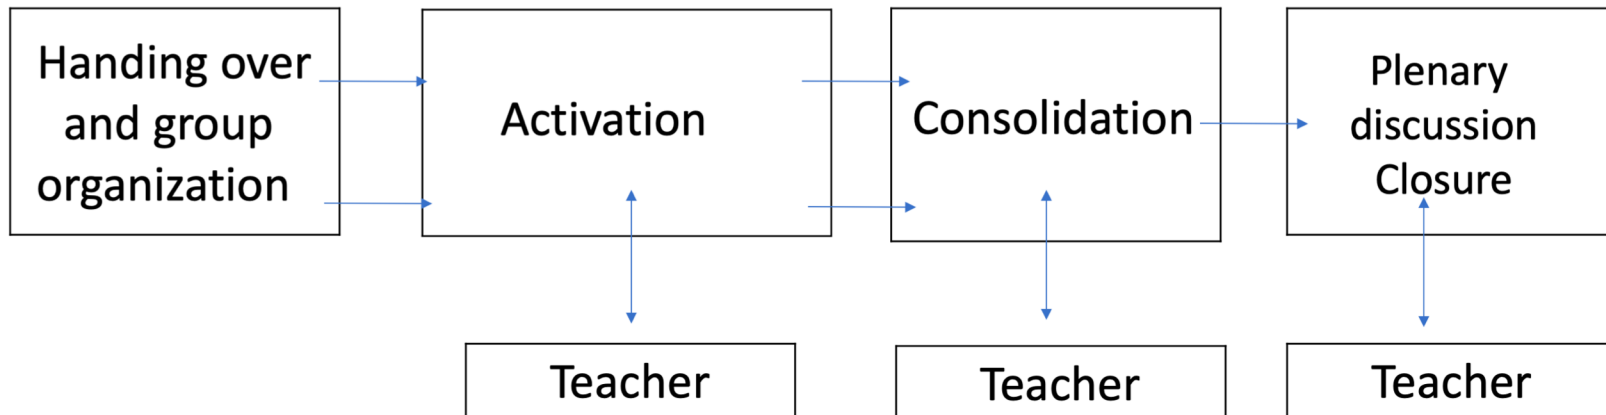 Handing over
and group
organization
Activation
Consolidation
Plenary
discussion
Closure
Teacher
Teacher
Teacher